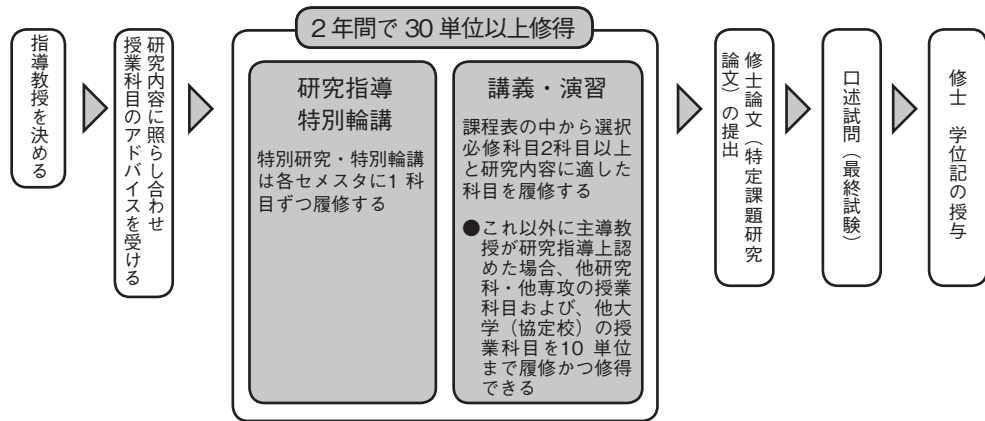 指導教授を決める
研究内容に照らし合わせ
授業科目のアドバイスを受ける
2年間で30単位以上修得
研究指導
特別輪講
特別研究・特別輪講
は各セメスタに1 科
目ずつ履修する
講義・演習
課程表の中から選択
必修科目2科目以上
と研究内容に適した
科目を履修する
●これ以外に主導教
授が研究指導上認
めた場合、他研究
科・他専攻の授業
科目および、他大
学（協定校）の授
業科目を10 単位
まで履修かつ修得
できる
修士論文（特定課題研究
論文）の提出
口述試問（最終試験）
修士 学位記の授与